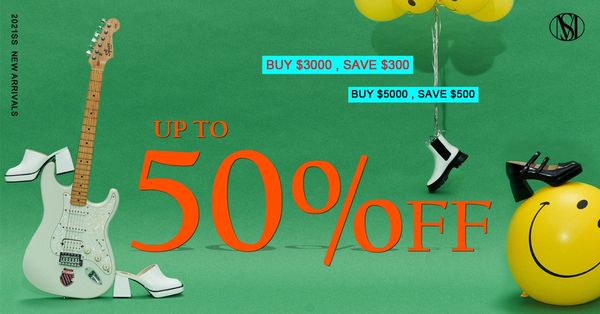 2021SS NEW ARRIVALS
BUY $3000 , SAVE $300
BUY $5000 , SAVE $500
UP TO
50%OFF